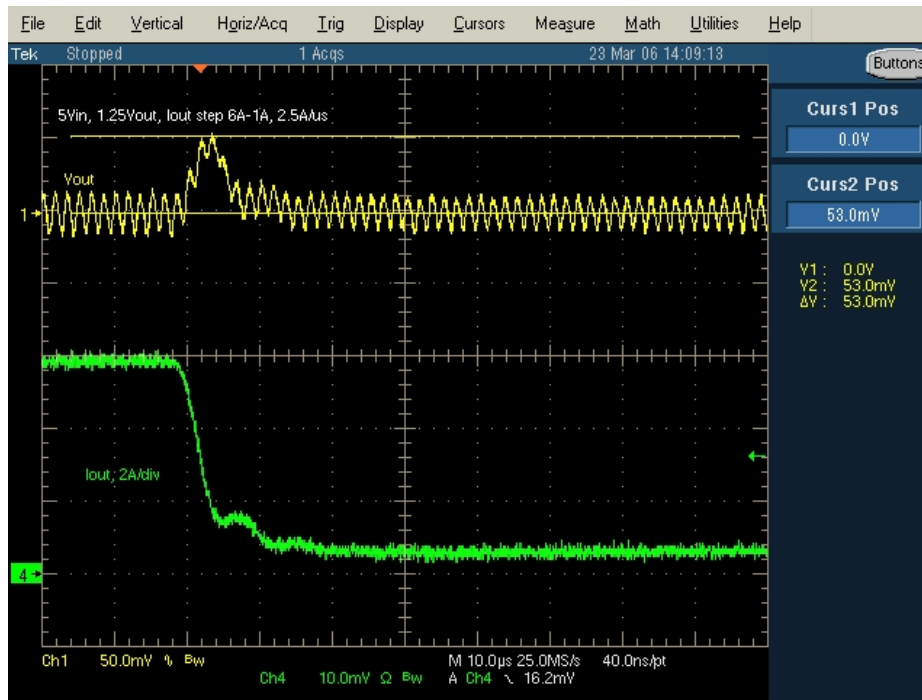 File Edit Vertical Horiz/Acq Trig Display Cursors Measure Math Utilities Help
Tek Stopped 1 Acqs 23 Mar 06 14:09:13
Buttons
Curs1 Pos
0.0V
Curs2 Pos
53.0mV
V1 : 0.0V
V2 : 53.0mV
ΔV : 53.0mV
5Vin, 1.25Vout, Iout step 6A-1A, 2.5A/us
Vout
1
Iout, 2A/div
4
Ch1 50.0mV ∿ Bw M 10.0µs 25.0MS/s 40.0ns/pt
Ch4 10.0mV Ω Bw A Ch4 ∖ 16.2mV